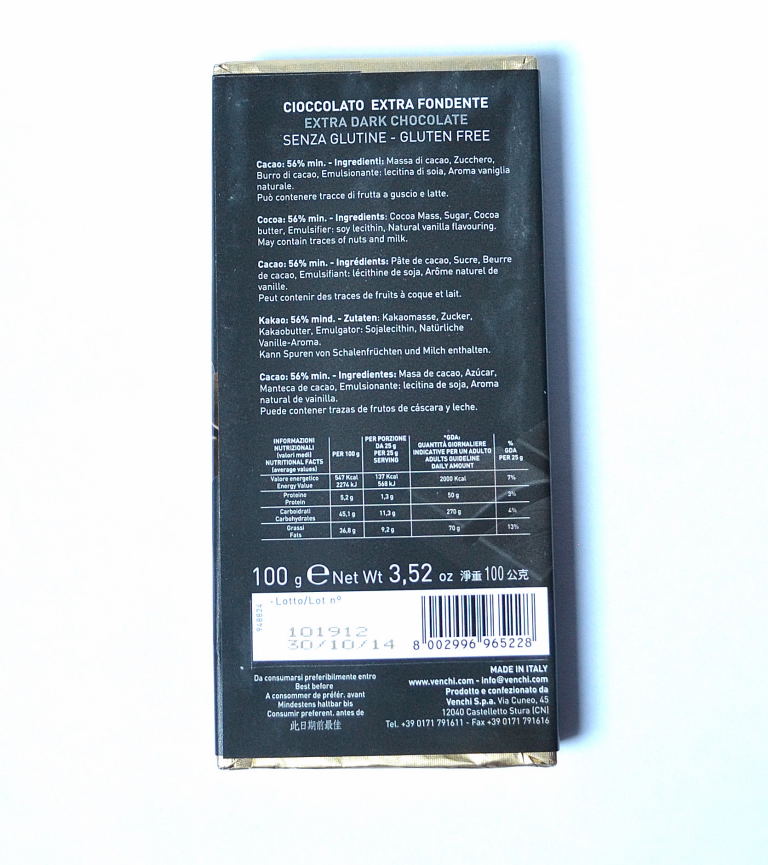 CIOCCOLATO EXTRA FONDENTE
EXTRA DARK CHOCOLATE
SENZA GLUTINE - GLUTEN FREE
Cacao: 56% min. - Ingredienti: Massa di cacao, Zucchero,
Burro di cacao, Emulsionante: lecitina di soia, Aroma vaniglia
naturale.
Può contenere tracce di frutta a guscio e latte.
Cocoa: 56% min. - Ingredients: Cocoa Mass, Sugar, Cocoa
butter, Emulsifier: soy lecithin, Natural vanilla flavouring.
May contain traces of nuts and milk.
Cacao: 56% min. - Ingrédients: Pâte de cacao, Sucre, Beurre
de cacao, Emulsifiant: lécithine de soja, Arôme naturel de
vanille.
Peut contenir des traces de fruits à coque et lait.
Kakao: 56% mind. - Zutaten: Kakaomasse, Zucker,
Kakaobutter, Emulgator: Sojalecithin, Natürliche
Vanille-Aroma.
Kann Spuren von Schalenfrüchten und Milch enthalten.
Cacao: 56% min. - Ingredientes: Masa de cacao, Azúcar,
Manteca de cacao, Emulsionante: lecitina de soja, Aroma
natural de vainilla.
Puede contener trazas de frutos de cáscara y leche.
INFORMAZIONI
NUTRIZIONALI
(valori medi)
NUTRITIONAL FACTS
(average values)
PER 100 g
PER PORZIONE
DA 25 g
PER 25 g
SERVING
*GDA:
QUANTITÀ GIORNALIERE
INDICATIVE PER UN ADULTO
ADULTS GUIDELINE
DAILY AMOUNT
%
GDA
PER 25 g
Valore energetico
Energy Value
547 Kcal
2274 kJ
137 Kcal
568 kJ
2000 Kcal
7%
Proteine
Protein
5,2 g
1,3 g
50 g
3%
Carboidrati
Carbohydrates
45,1 g
11,3 g
270 g
4%
Grassi
Fats
36,8 g
9,2 g
70 g
13%
100 g ℮ Net Wt 3,52 oz 淨重 100 公克
948824
-Lotto/Lot n°
101912
30/10/14
8 002996 965228
Da consumarsi preferibilmente entro
Best before
A consommer de préfér. avant
Mindestens haltbar bis
Consumir preferent. antes de
此日期前最佳
MADE IN ITALY
www.venchi.com - info@venchi.com
Prodotto e confezionato da
Venchi S.p.a. Via Cuneo, 45
12040 Castelletto Stura (CN)
Tel. +39 0171 791611 - Fax +39 0171 791616